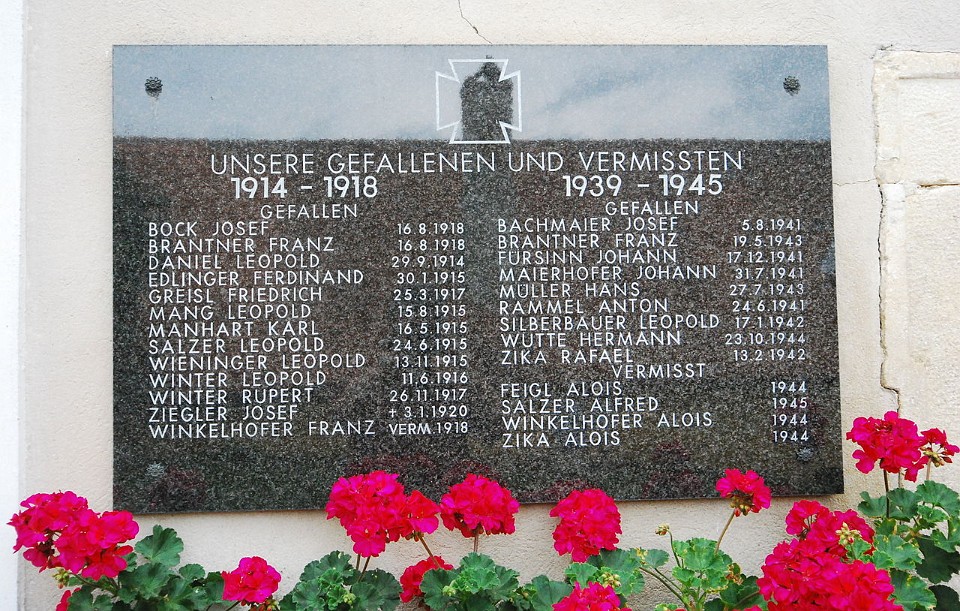 UNSERE GEFALLENEN UND VERMISSTEN
1914 - 1918
GEFALLEN
BOCK JOSEF 16.8.1918
BRANTNER FRANZ 16.8.1918
DANIEL LEOPOLD 29.9.1914
EDLINGER FERDINAND 30.1.1915
GREISL FRIEDRICH 25.3.1917
MANG LEOPOLD 15.8.1915
MANHART KARL 16.5.1915
SALZER LEOPOLD 24.6.1915
WIENINGER LEOPOLD 13.11.1915
WINTER LEOPOLD 11.6.1916
WINTER RUPERT 26.11.1917
ZIEGLER JOSEF + 3.1.1920
WINKELHOFER FRANZ VERM. 1918
1939 - 1945
GEFALLEN
BACHMAIER JOSEF 5.8.1941
BRANTNER FRANZ 19.5.1943
FÜRSINN JOHANN 17.12.1941
MAIERHOFER JOHANN 31.7.1941
MÜLLER HANS 27.7.1943
RAMMEL ANTON 24.6.1941
SILBERBAUER LEOPOLD 17.1.1942
WUTTE HERMANN 23.10.1944
ZIKA RAFAEL 13.2.1942
VERMISST
FEIGL ALOIS 1944
SALZER ALFRED 1945
WINKELHOFER ALOIS 1944
ZIKA ALOIS 1944